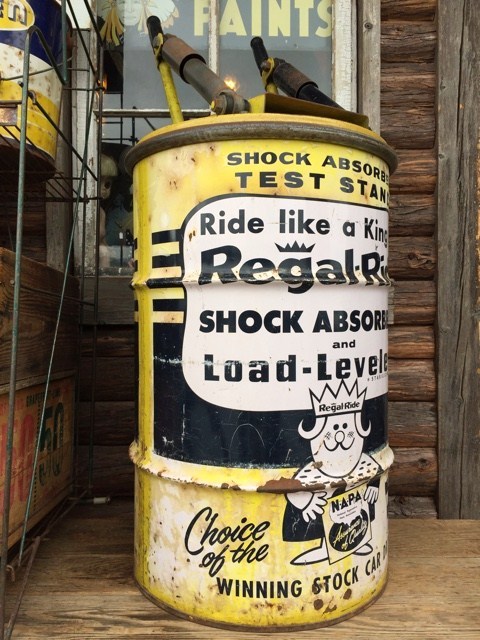 PAINTS
SHOCK ABSORB
TEST STAN
Ride like a King
Regal Ri
SHOCK ABSORB
and
Load-Levele
Regal Ride
NAPA
Choice
of the
WINNING STOCK CAR